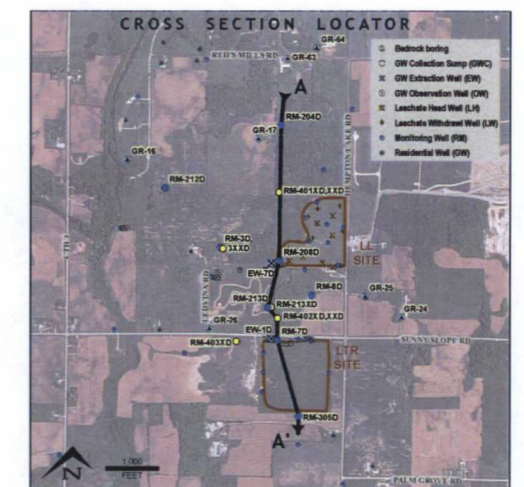 CROSS SECTION LOCATOR
GR-64
REID'S MILLS RD
GR-63
Bedrock boring
GW Collection Sump (GWC)
GW Extraction Well (EW)
GW Observation Well (OW)
Leachate Head Well (LH)
Leachate Withdrawl Well (LW)
Monitoring Well (RM)
Residential Well (GW)
A
RM-204D
GR-17
GR-16
RM-212D
RM-401XD,XXD
RM-3D,
3XXD
RM-208D
LL
SITE
EW-7D
RM-8D
GR-25
RM-213D
RM-213XD
GR-24
RM-402XD,XXD
GR-26
EW-1D
RM-7D
SUNNY SLOPE RD
RM-403XD
LTR
SITE
RM-305D
A'
N
1,000
FEET
PALM GROVE RD